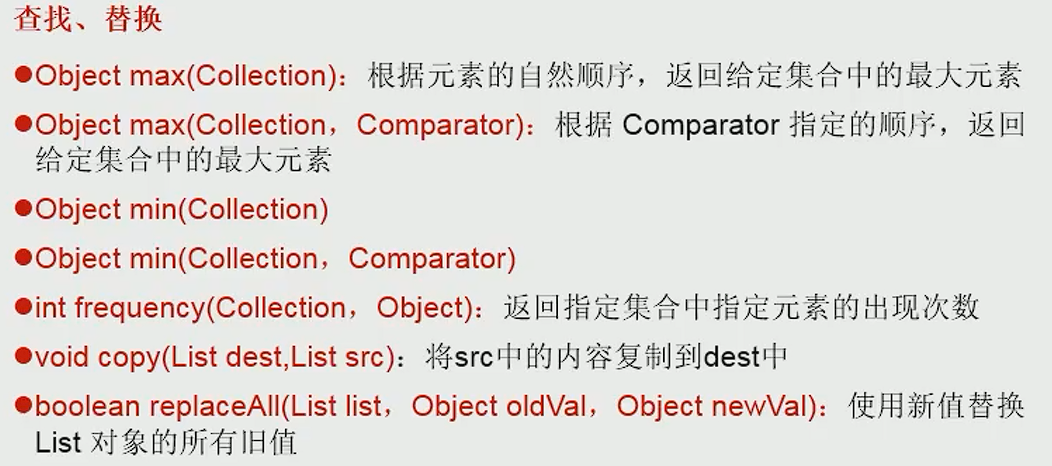 查找、替换
●Object max(Collection)：根据元素的自然顺序，返回给定集合中的最大元素
●Object max(Collection，Comparator)：根据 Comparator 指定的顺序，返回
给定集合中的最大元素
●Object min(Collection)
●Object min(Collection，Comparator)
●int frequency(Collection，Object)：返回指定集合中指定元素的出现次数
●void copy(List dest,List src)：将src中的内容复制到dest中
●boolean replaceAll(List list，Object oldVal，Object newVal)：使用新值替换
List 对象的所有旧值